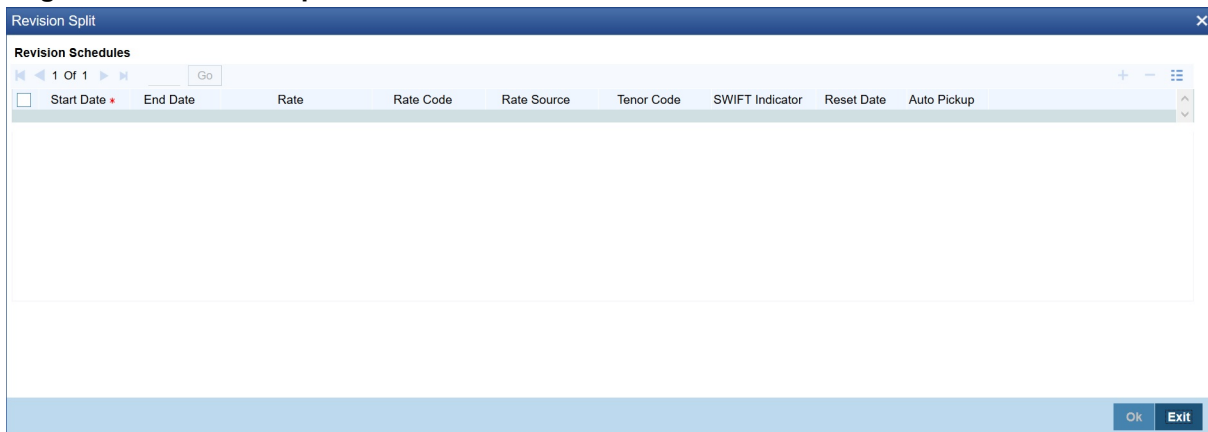 Revision Split
Revision Schedules
1 Of 1 Go
Start Date * End Date Rate Rate Code Rate Source Tenor Code SWIFT Indicator Reset Date Auto Pickup
Ok Exit